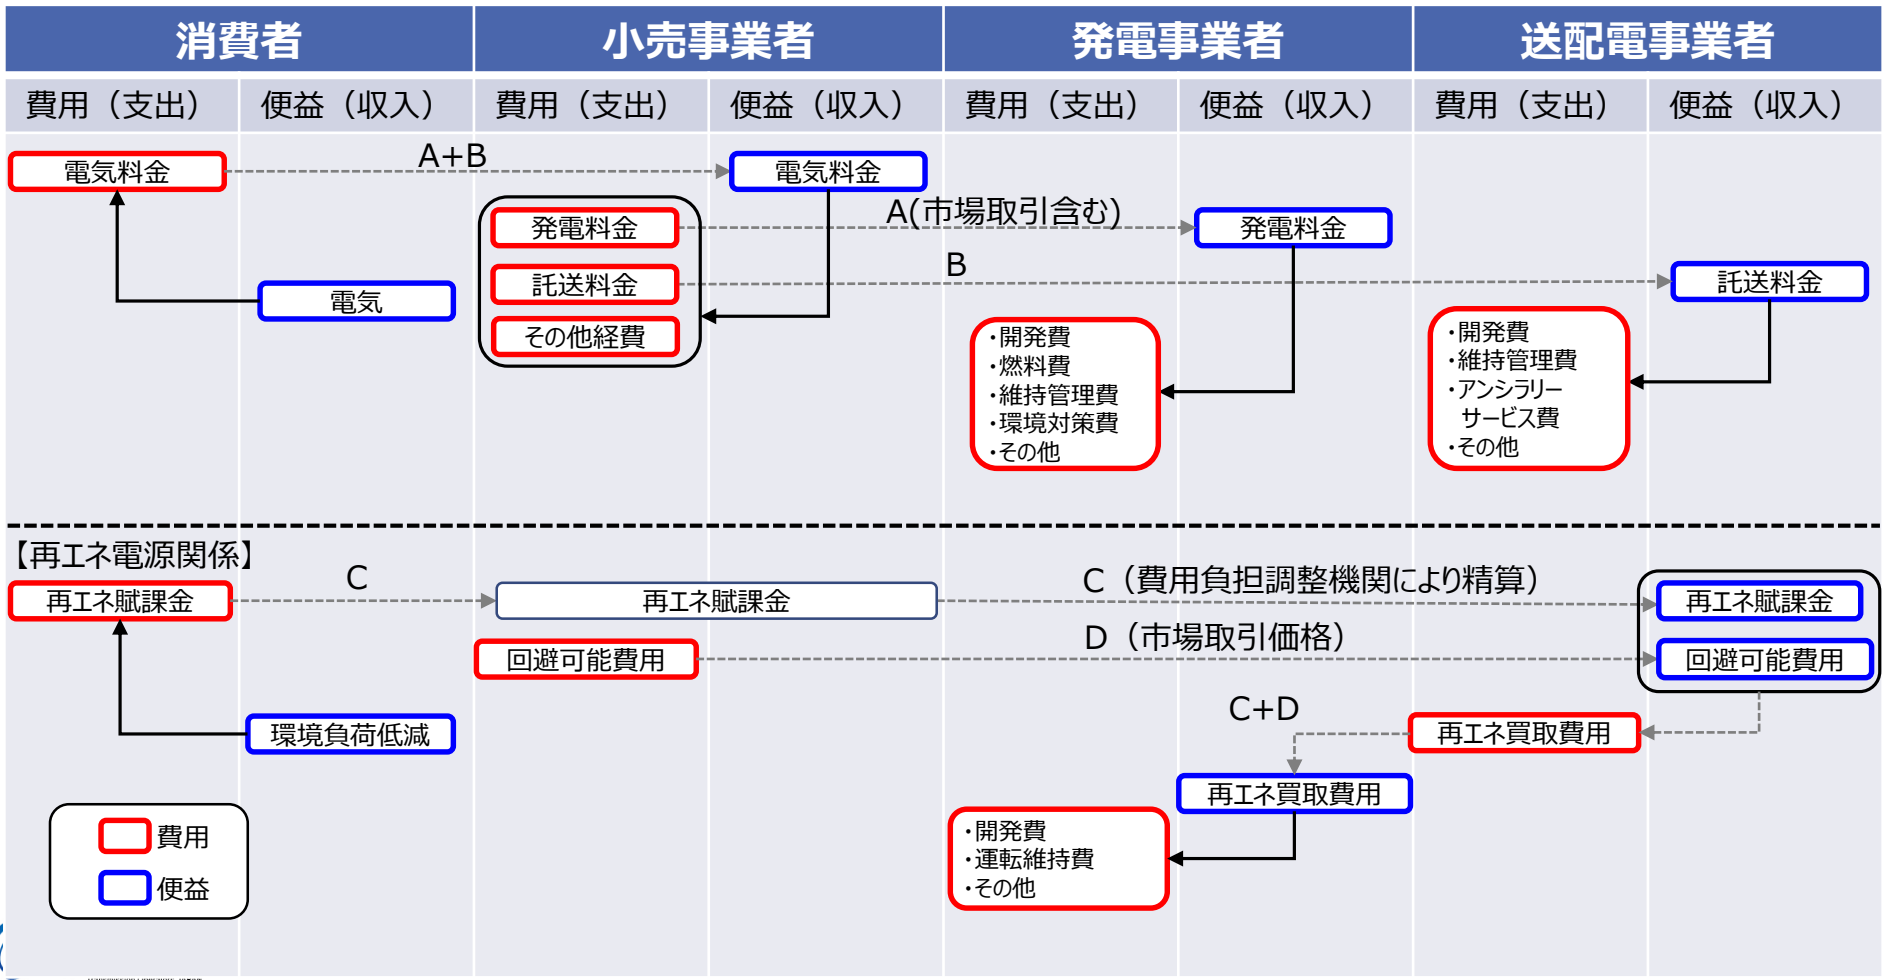 消費者
小売事業者
発電事業者
送配電事業者
費用（支出）
便益（収入）
費用（支出）
便益（収入）
費用（支出）
便益（収入）
費用（支出）
便益（収入）
電気料金
A+B
電気料金
発電料金
A(市場取引含む)
発電料金
託送料金
B
託送料金
電気
その他経費
・開発費
・燃料費
・維持管理費
・環境対策費
・その他
・開発費
・維持管理費
・アンシラリー
サービス費
・その他
【再エネ電源関係】
再エネ賦課金
C
再エネ賦課金
C（費用負担調整機関により精算）
再エネ賦課金
回避可能費用
D（市場取引価格）
回避可能費用
環境負荷低減
C+D
再エネ買取費用
再エネ買取費用
・開発費
・運転維持費
・その他
費用
便益